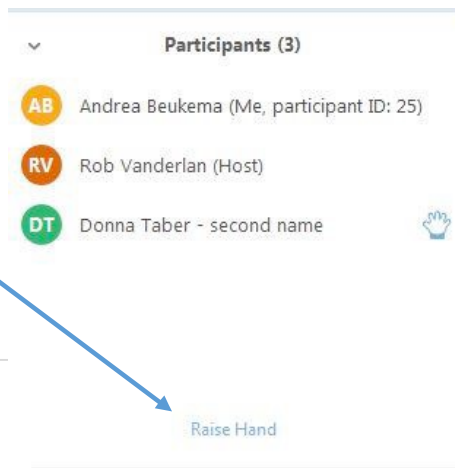 Participants (3)
AB Andrea Beukema (Me, participant ID: 25)
RV Rob Vanderlan (Host)
DT Donna Taber - second name
Raise Hand